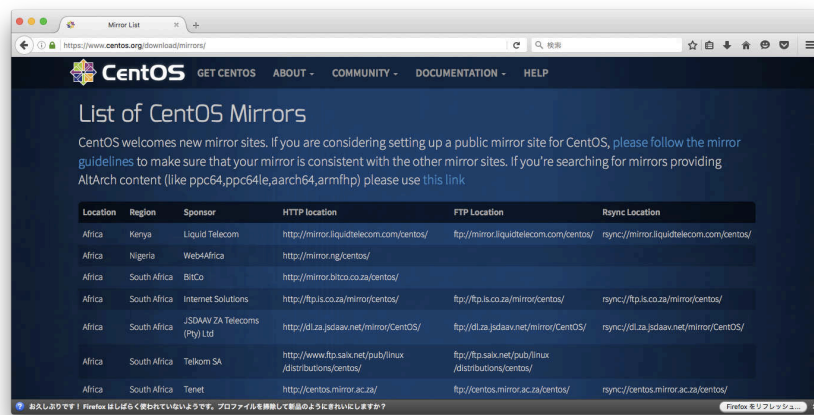 Mirror List
https://www.centos.org/download/mirrors/
検索
CentOS GET CENTOS ABOUT COMMUNITY DOCUMENTATION HELP
List of CentOS Mirrors
CentOS welcomes new mirror sites. If you are considering setting up a public mirror site for CentOS, please follow the mirror
guidelines to make sure that your mirror is consistent with the other mirror sites. If you're searching for mirrors providing
AltArch content (like ppc64,ppc64le,aarch64,armfhp) please use this link
Location Region Sponsor HTTP location FTP Location Rsync Location
Africa Kenya Liquid Telecom http://mirror.liquidtelecom.com/centos/ ftp://mirror.liquidtelecom.com/centos/ rsync://mirror.liquidtelecom.com/centos/
Africa Nigeria Web4Africa http://mirror.ng/centos/
Africa South Africa BitCo http://mirror.bitco.co.za/centos/
Africa South Africa Internet Solutions http://ftp.is.co.za/mirror/centos/ ftp://ftp.is.co.za/mirror/centos/ rsync://ftp.is.co.za/mirror/centos/
JSDAAV ZA Telecoms
Africa South Africa (Pty) Ltd http://dl.za.jsdaav.net/mirror/CentOS/ ftp://dl.za.jsdaav.net/mirror/CentOS/ rsync://dl.za.jsdaav.net/mirror/CentOS/
http://www.ftp.saix.net/pub/linux ftp://ftp.saix.net/pub/linux
Africa South Africa Telkom SA /distributions/centos/ /distributions/centos/
Africa South Africa Tenet http://centos.mirror.ac.za/ ftp://centos.mirror.ac.za/centos/ rsync://centos.mirror.ac.za/centos/
お久しぶりです！ Firefox はしばらく使われていないようです。プロファイルを掃除して新品のようにきれいにしますか？ Firefox をリフレッシュ...